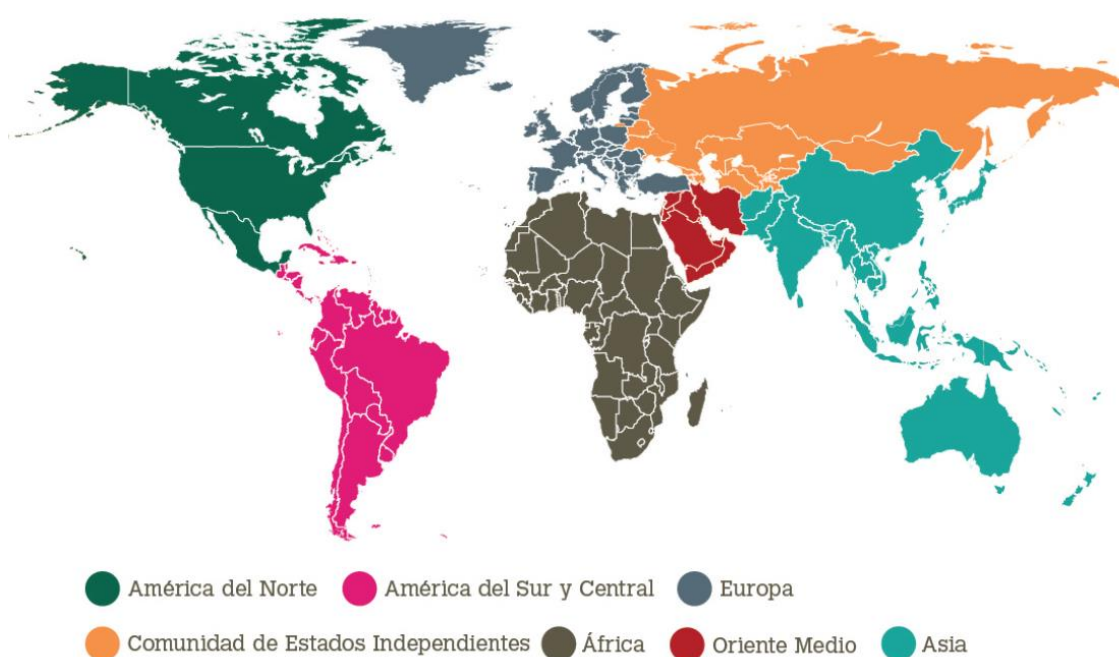 América del Norte América del Sur y Central Europa
Comunidad de Estados Independientes África Oriente Medio Asia